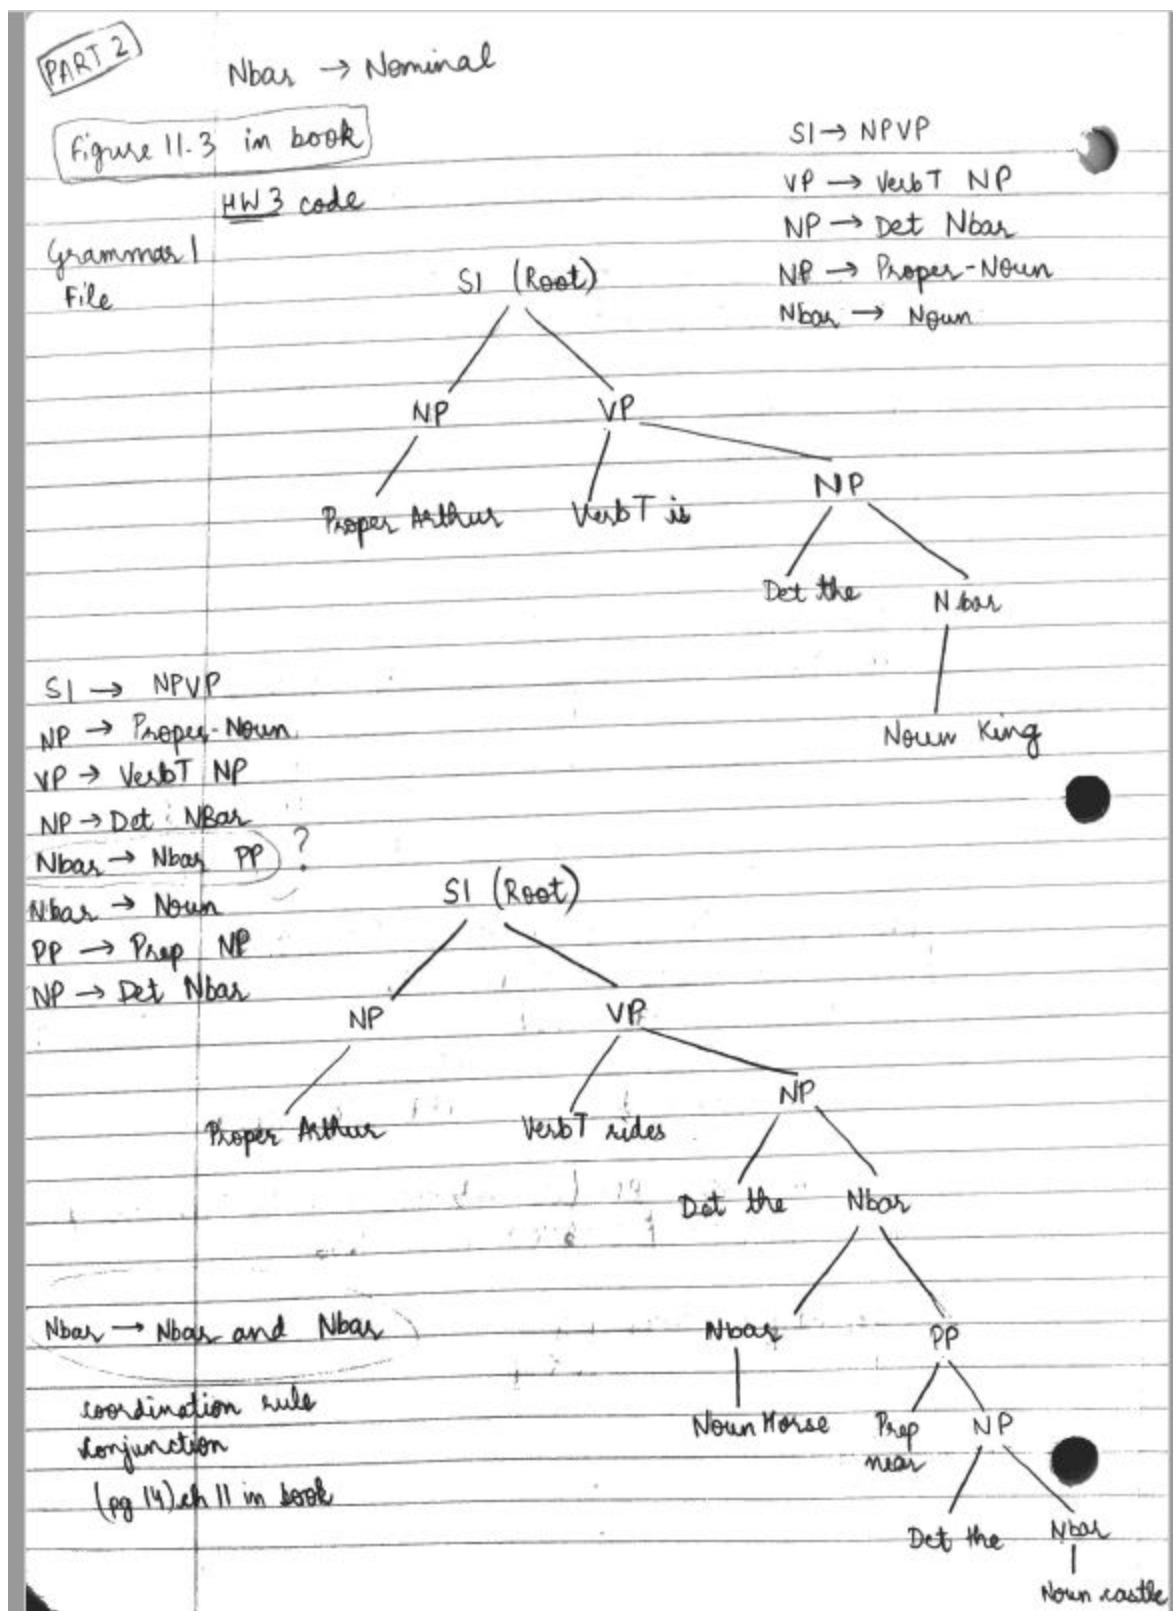 PART 2
Nbar → Nominal
Figure 11.3 in book
HW3 code
Grammar 1
File
S1 → NPVP
VP → VerbT NP
NP → Det Nbar
NP → Proper-Noun
Nbar → Noun
S1 (Root)
NP VP
Proper Arthur VerbT is NP
Det the Nbar
Noun King
S1 → NPVP
NP → Proper-Noun
VP → VerbT NP
NP → Det NBar
Nbar → Nbar PP ?
Nbar → Noun
PP → Prep NP
NP → Det Nbar
S1 (Root)
NP VP
NP
Proper Arthur VerbT rides
Det the Nbar
Nbar PP
Noun Horse Prep NP
near
Det the Nbar
Noun castle
Nbar → Nbar and Nbar
coordination rule
conjunction
(pg 14) ch 11 in book